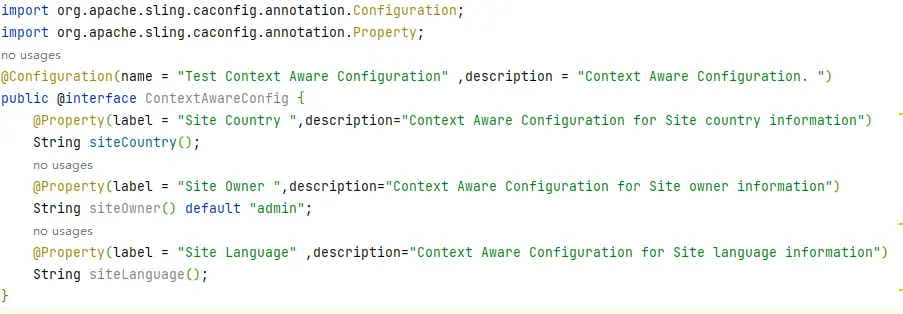 import org.apache.sling.caconfig.annotation.Configuration;
import org.apache.sling.caconfig.annotation.Property;
no usages
@Configuration(name = "Test Context Aware Configuration" ,description = "Context Aware Configuration. ")
public @interface ContextAwareConfig {
    @Property(label = "Site Country ",description="Context Aware Configuration for Site country information")
    String siteCountry();
    no usages
    @Property(label = "Site Owner ",description="Context Aware Configuration for Site owner information")
    String siteOwner() default "admin";
    no usages
    @Property(label = "Site Language" ,description="Context Aware Configuration for Site language information")
    String siteLanguage();
}